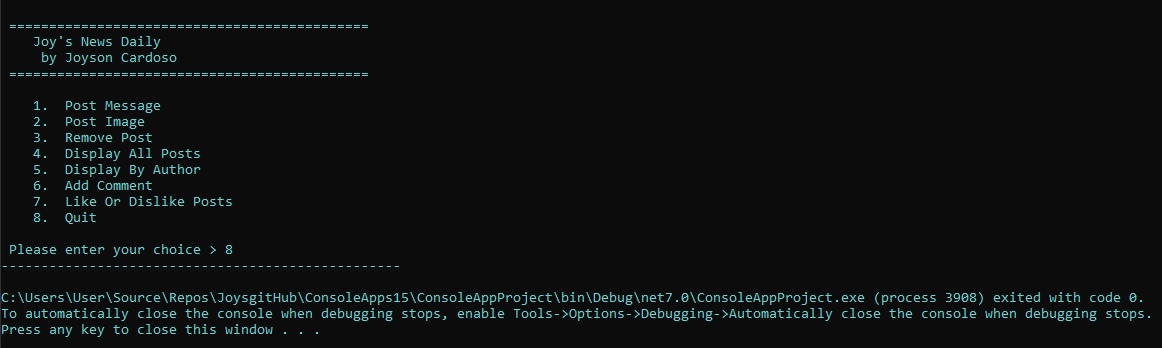 =============================================
Joy's News Daily
by Joyson Cardoso
=============================================
1. Post Message
2. Post Image
3. Remove Post
4. Display All Posts
5. Display By Author
6. Add Comment
7. Like Or Dislike Posts
8. Quit
Please enter your choice > 8
--------------------------------------------------
C:\Users\User\Source\Repos\JoysgitHub\ConsoleApps15\ConsoleAppProject\bin\Debug\net7.0\ConsoleAppProject.exe (process 3908) exited with code 0.
To automatically close the console when debugging stops, enable Tools->Options->Debugging->Automatically close the console when debugging stops.
Press any key to close this window . . .